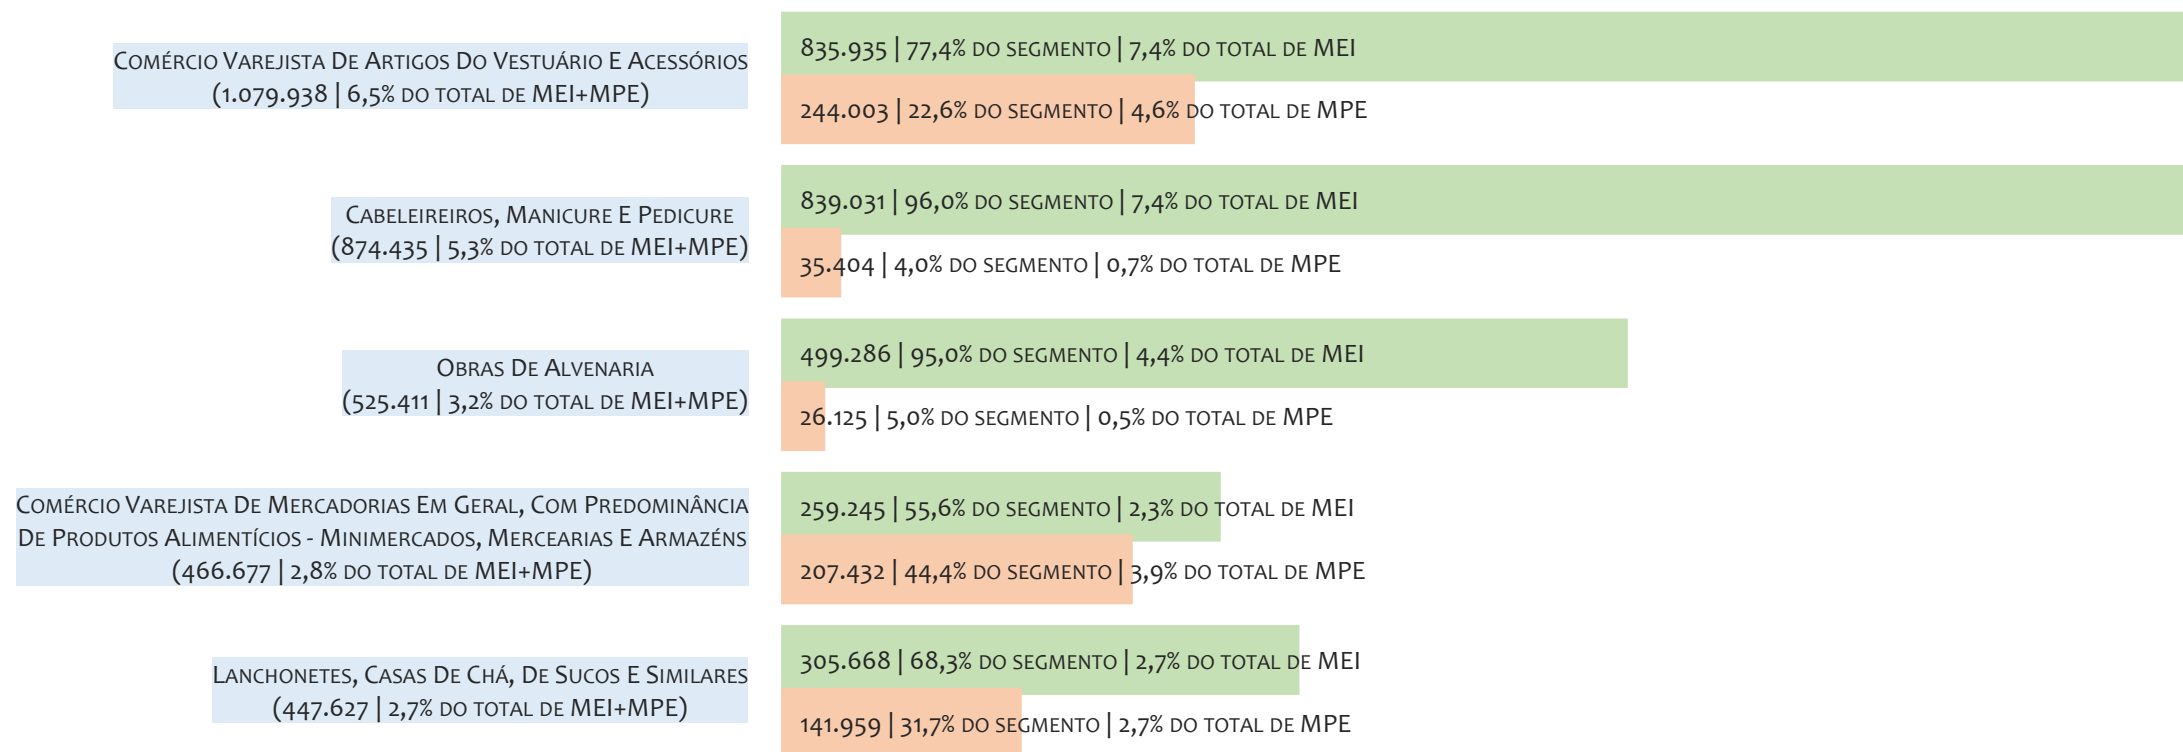 Comércio Varejista De Artigos Do Vestuário E Acessórios
(1.079.938 | 6,5% do total de MEI+MPE)
835.935 | 77,4% do segmento | 7,4% do total de MEI
244.003 | 22,6% do segmento | 4,6% do total de MPE
Cabeleireiros, Manicure E Pedicure
(874.435 | 5,3% do total de MEI+MPE)
839.031 | 96,0% do segmento | 7,4% do total de MEI
35.404 | 4,0% do segmento | 0,7% do total de MPE
Obras De Alvenaria
(525.411 | 3,2% do total de MEI+MPE)
499.286 | 95,0% do segmento | 4,4% do total de MEI
26.125 | 5,0% do segmento | 0,5% do total de MPE
Comércio Varejista De Mercadorias Em Geral, Com Predominância
De Produtos Alimentícios - Minimercados, Mercearias E Armazéns
(466.677 | 2,8% do total de MEI+MPE)
259.245 | 55,6% do segmento | 2,3% do total de MEI
207.432 | 44,4% do segmento | 3,9% do total de MPE
Lanchonetes, Casas De Chá, De Sucos E Similares
(447.627 | 2,7% do total de MEI+MPE)
305.668 | 68,3% do segmento | 2,7% do total de MEI
141.959 | 31,7% do segmento | 2,7% do total de MPE